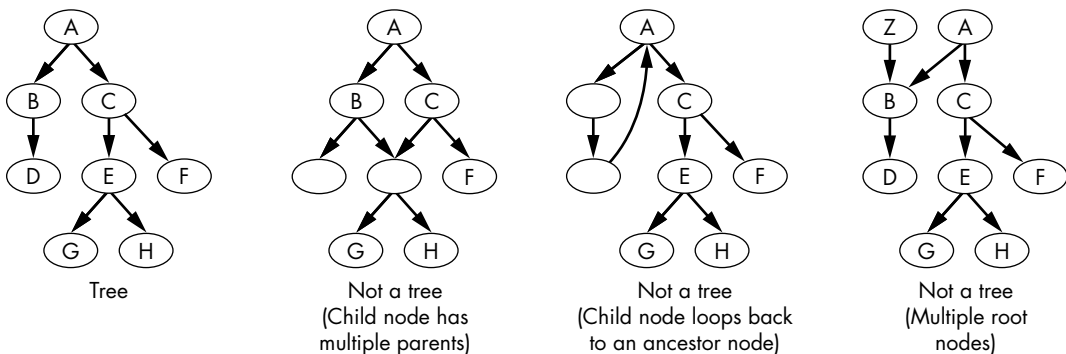 A
B C
D E F
G H
Tree
A
B C
F
G H
Not a tree
(Child node has
multiple parents)
A
C
E F
G H
Not a tree
(Child node loops back
to an ancestor node)
Z A
B C
D E F
G H
Not a tree
(Multiple root
nodes)